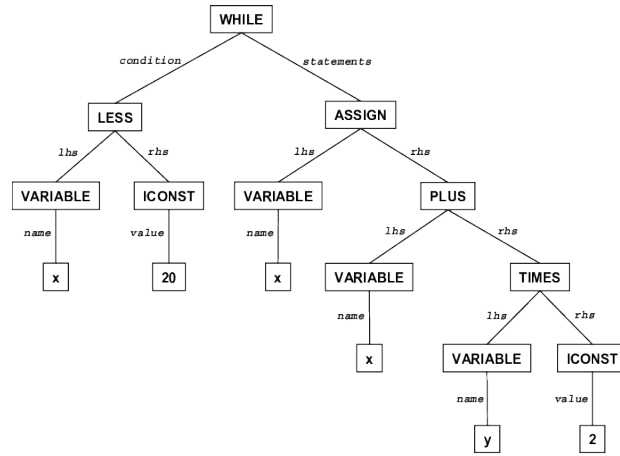 WHILE
condition statements
LESS ASSIGN
lhs rhs lhs rhs
VARIABLE ICONST VARIABLE PLUS
name value name lhs rhs
x 20 x VARIABLE TIMES
name lhs rhs
x VARIABLE ICONST
name value
y 2